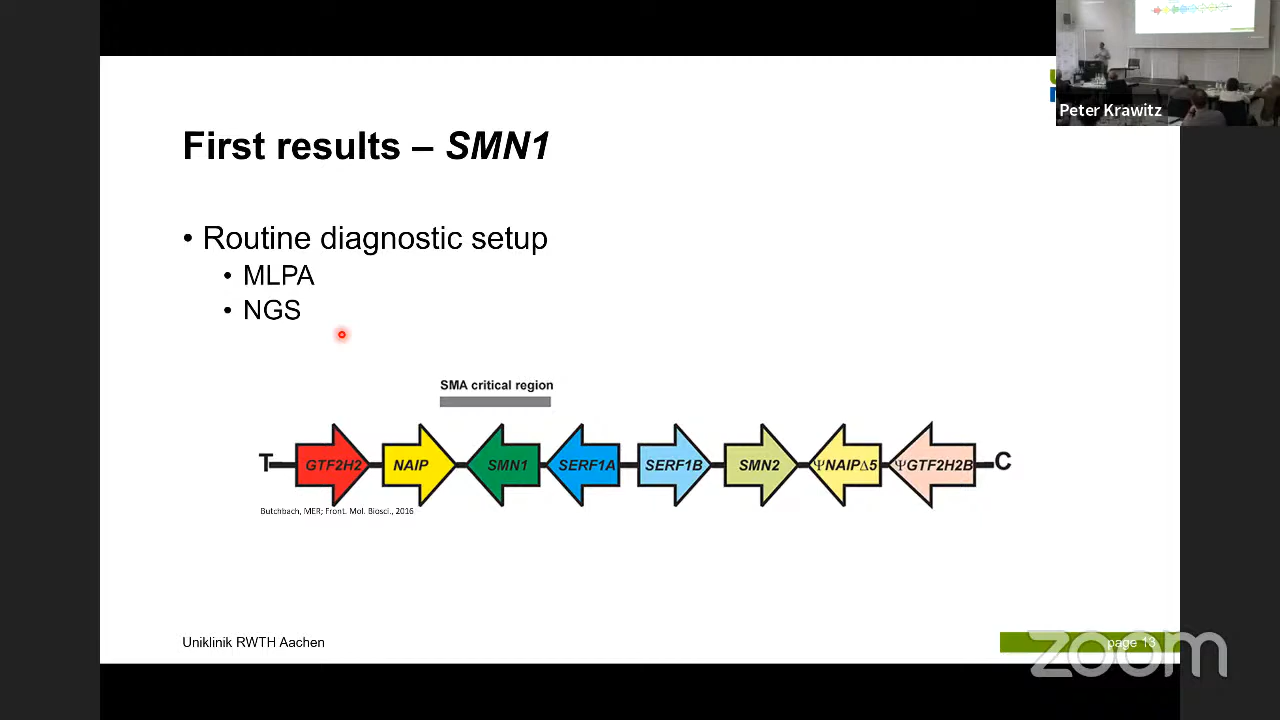 Peter Krawitz
First results – SMN1
• Routine diagnostic setup
• MLPA
• NGS
SMA critical region
T GTF2H2 NAIP SMN1 SERF1A SERF1B SMN2 ΨNAIPΔ5 ΨGTF2H2B C
Butchbach, MER; Front. Mol. Biosci., 2016
Uniklinik RWTH Aachen
page 13
zoom